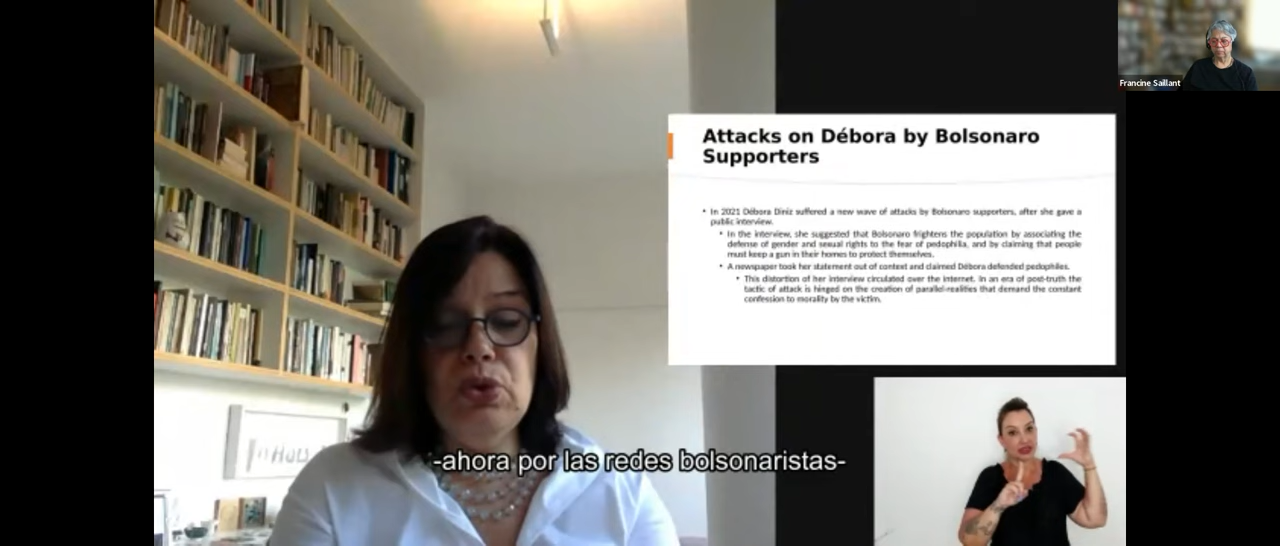 Francine Saillant
Attacks on Débora by Bolsonaro
Supporters
• In 2021 Débora Diniz suffered a new wave of attacks by Bolsonaro supporters, after she gave a
public interview.
• In the interview, she suggested that Bolsonaro frightens the population by associating the
defense of gender and sexual rights to the fear of pedophilia, and by claiming that people
must keep a gun in their homes to protect themselves.
• A newspaper took her statement out of context and claimed Débora defended pedophiles.
• This distortion of her interview circulated over the internet. In an era of post-truth the
tactic of attack is hinged on the creation of parallel-realities that demand the constant
confession to morality by the victim.
-ahora por las redes bolsonaristas-